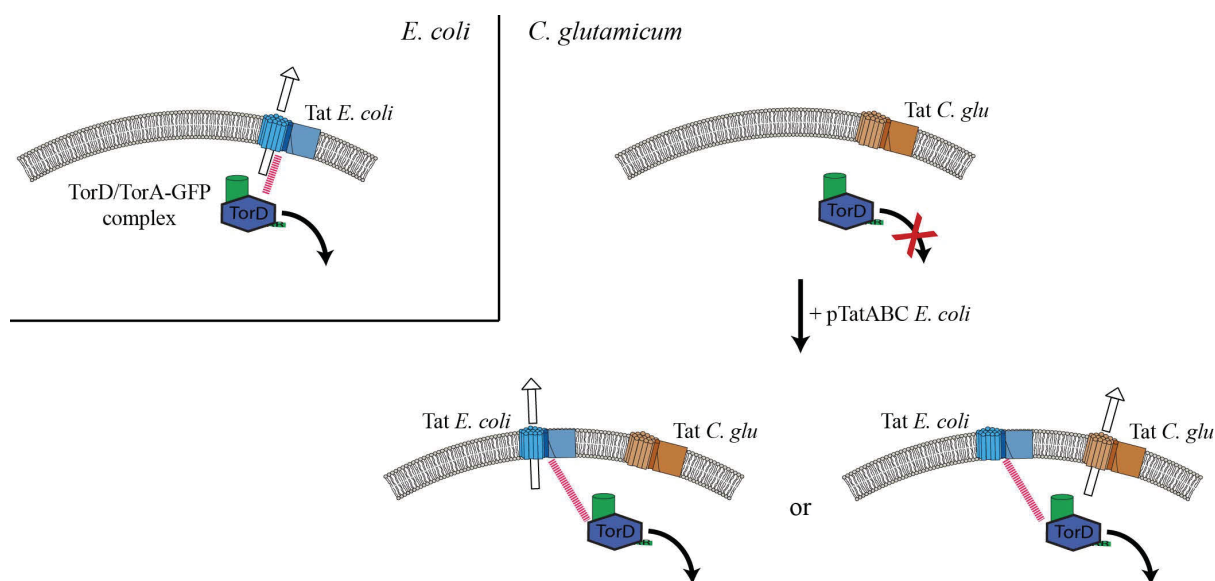 E. coli
C. glutamicum
Tat E. coli
Tat C. glu
TorD/TorA-GFP
complex
TorD
TorD
+ pTatABC E. coli
Tat E. coli
Tat C. glu
TorD
or
Tat E. coli
Tat C. glu
TorD